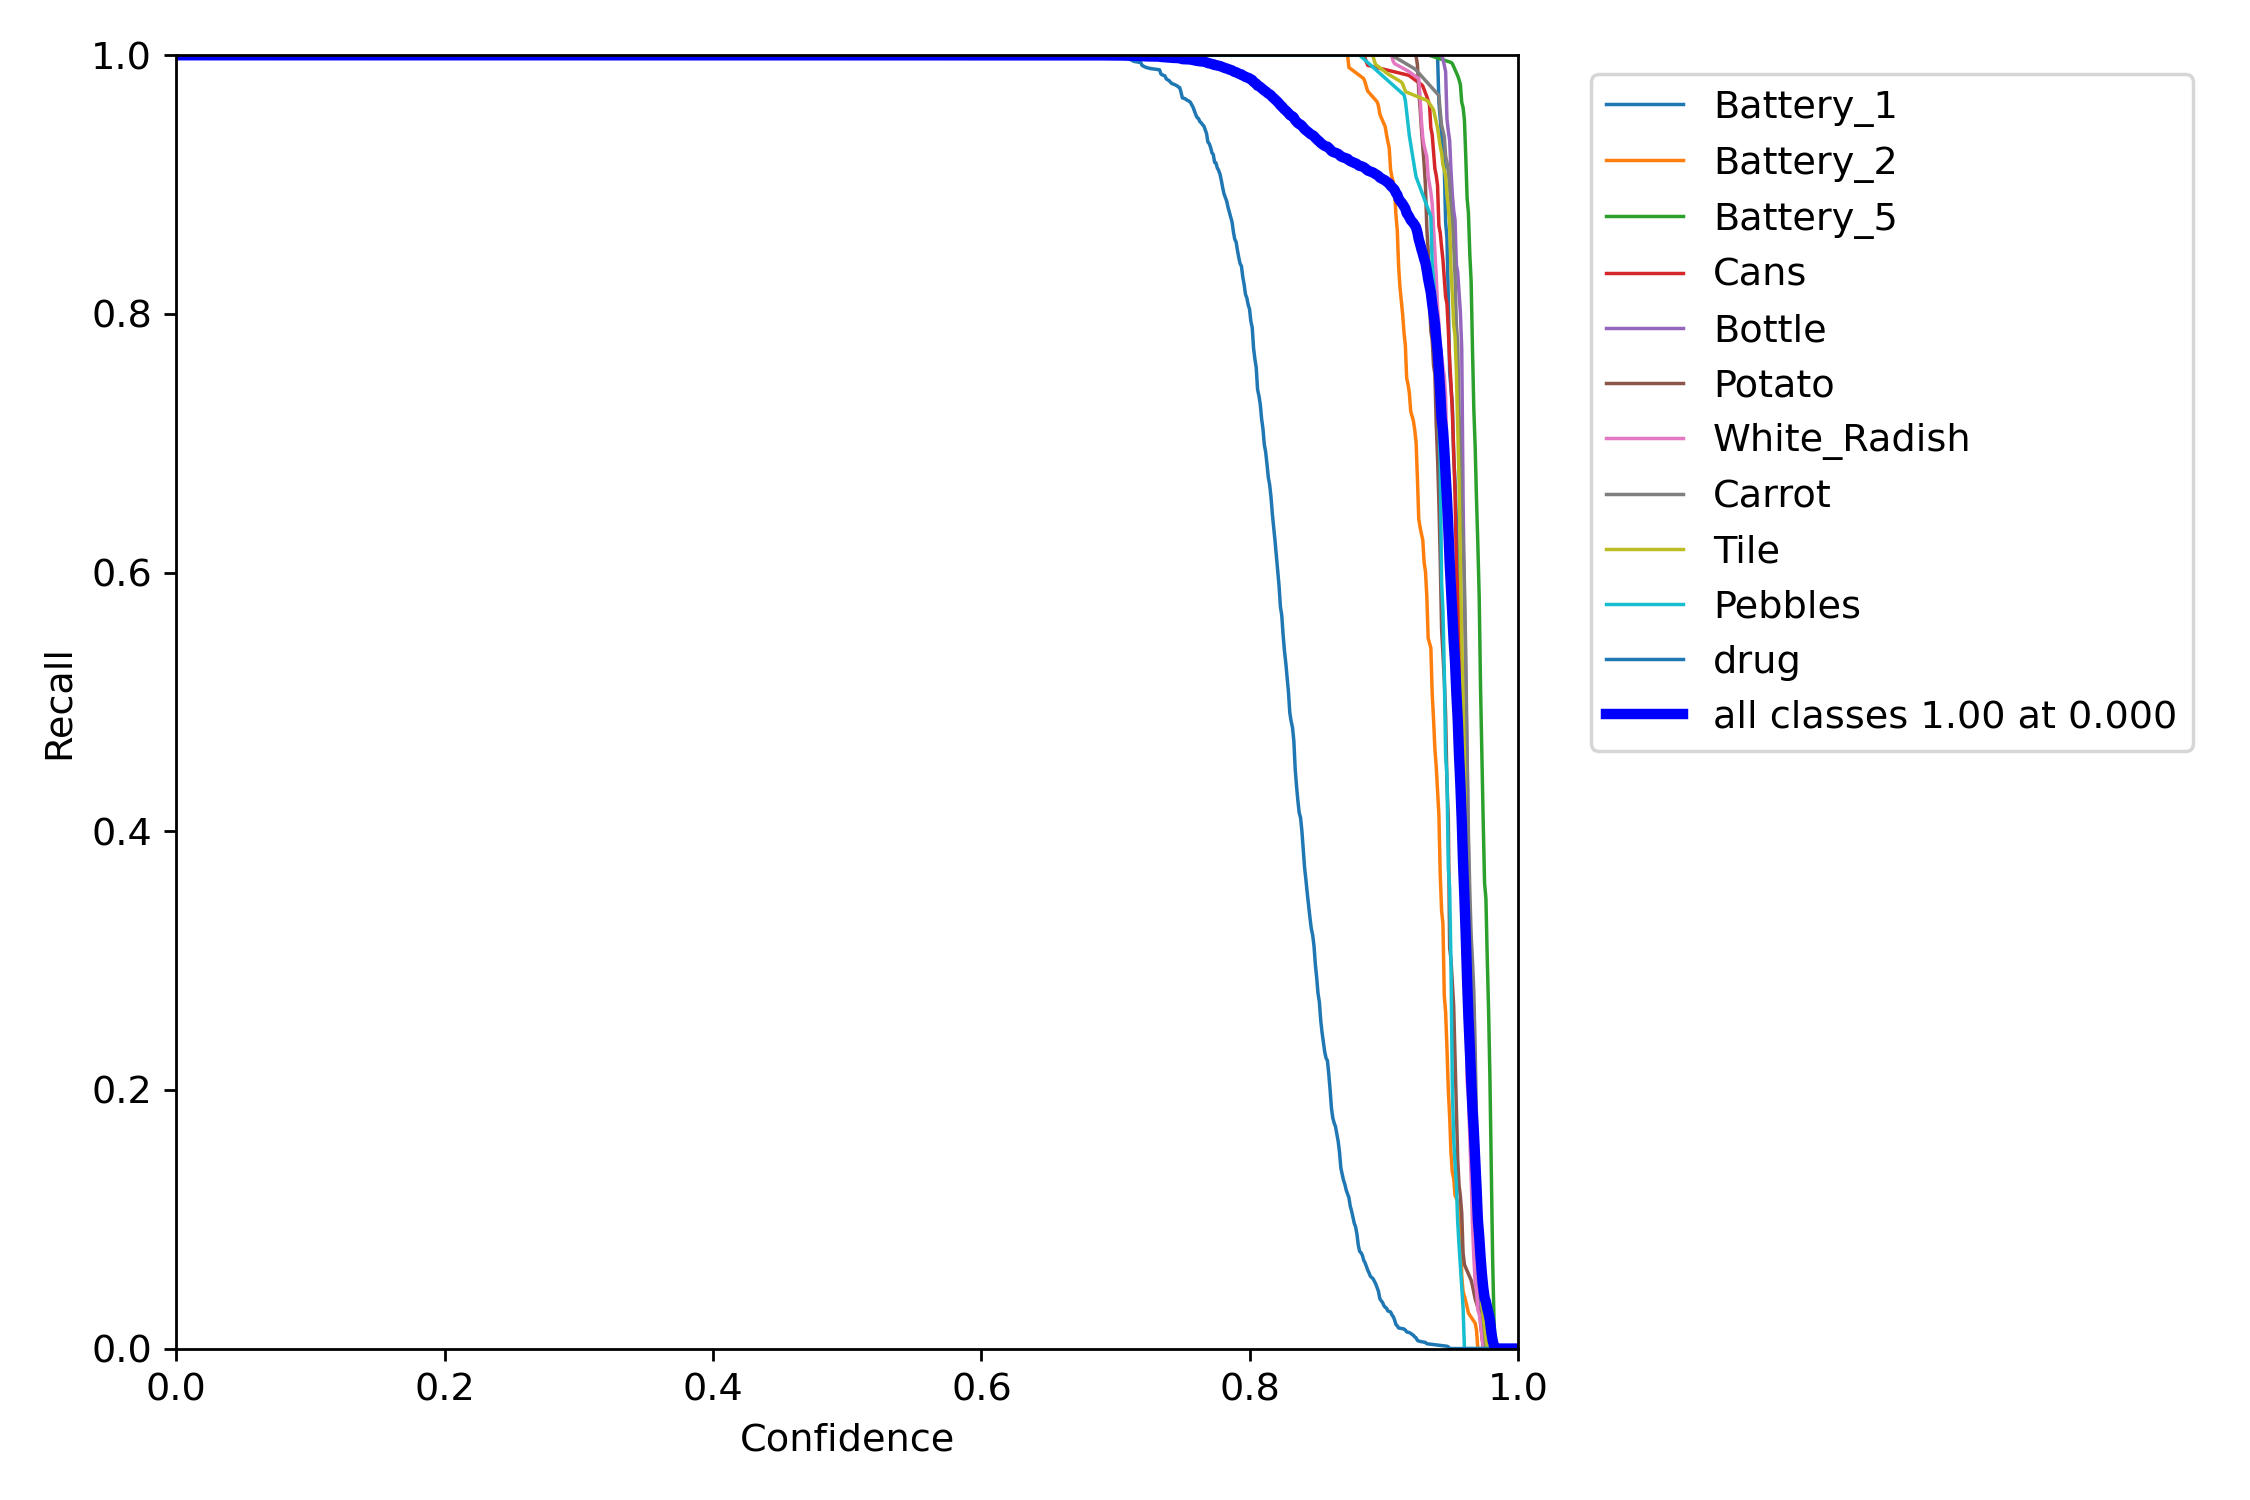 1.0
0.8
0.6
0.4
0.2
0.0
0.0 0.2 0.4 0.6 0.8 1.0
Recall
Confidence
Battery_1
Battery_2
Battery_5
Cans
Bottle
Potato
White_Radish
Carrot
Tile
Pebbles
drug
all classes 1.00 at 0.000